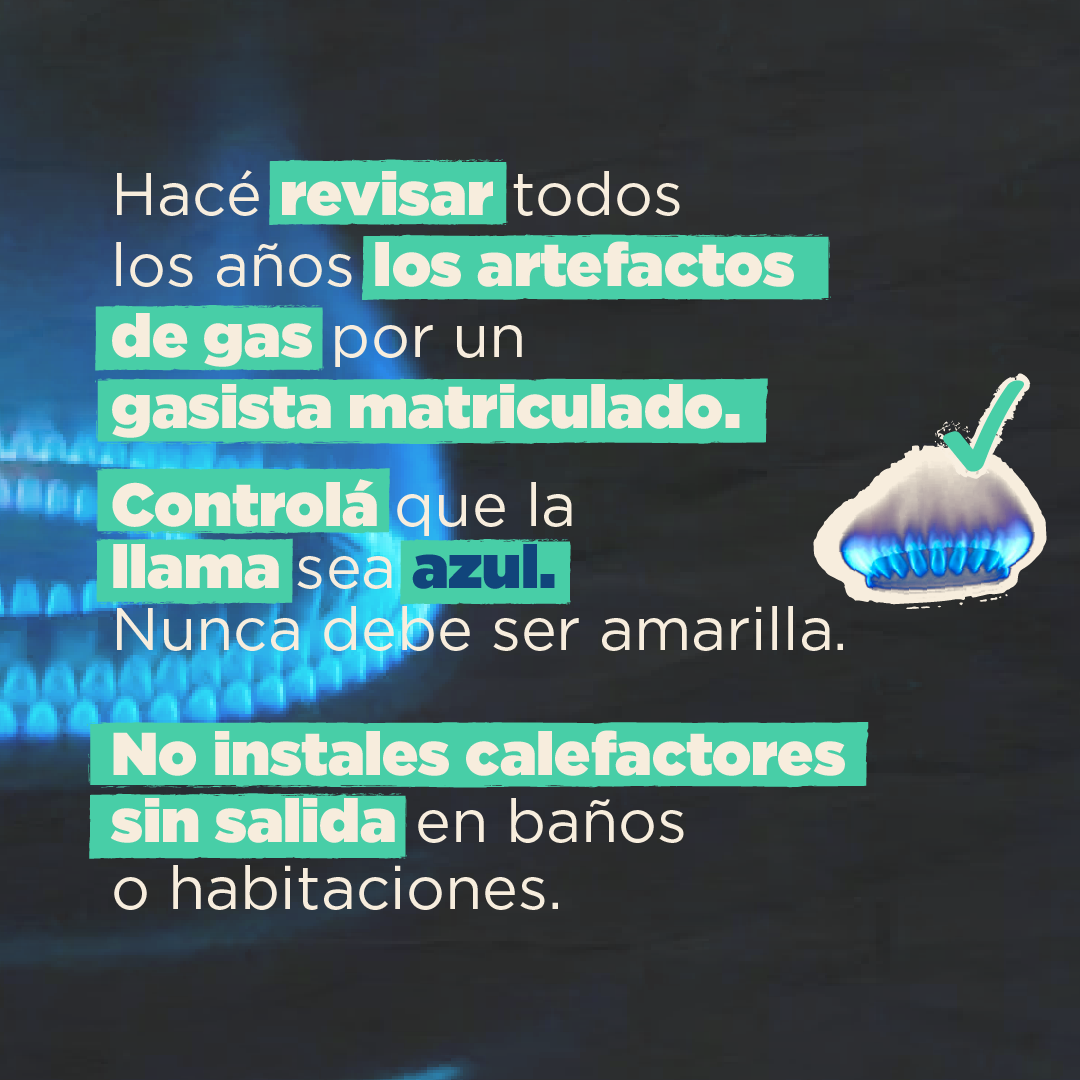 Hacé revisar todos
los años los artefactos
de gas por un
gasista matriculado.
Controlá que la
llama sea azul.
Nunca debe ser amarilla.
No instales calefactores
sin salida en baños
o habitaciones.